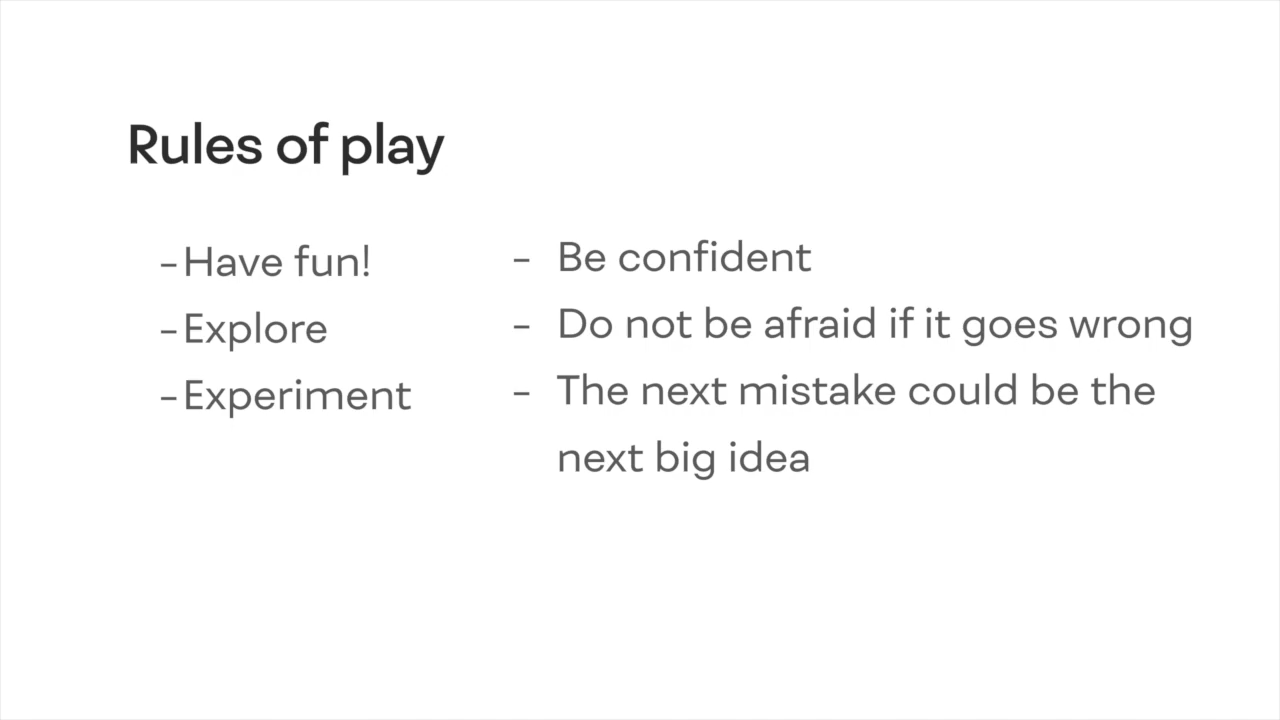 Rules of play
-Have fun!
-Explore
-Experiment
- Be confident
- Do not be afraid if it goes wrong
- The next mistake could be the
next big idea